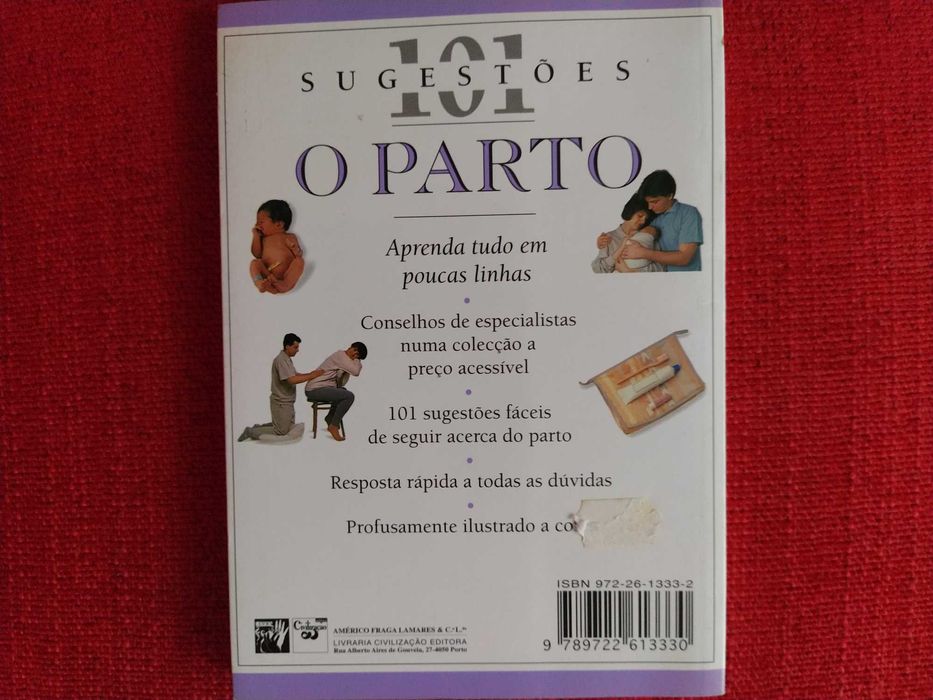 101
SUGESTÕES
O PARTO
Aprenda tudo em
poucas linhas
Conselhos de especialistas
numa colecção a
preço acessível
101 sugestões fáceis
de seguir acerca do parto
Resposta rápida a todas as dúvidas
Profusamente ilustrado a
ISBN 972-26-1333-2
9 789722 613330
Civilização
AMÉRICO FRAGA LAMARES & C.ª L.ᵈᵃ
LIVRARIA CIVILIZAÇÃO EDITORA
Rua Alberto Aires de Gouveia, 27-4050 Porto